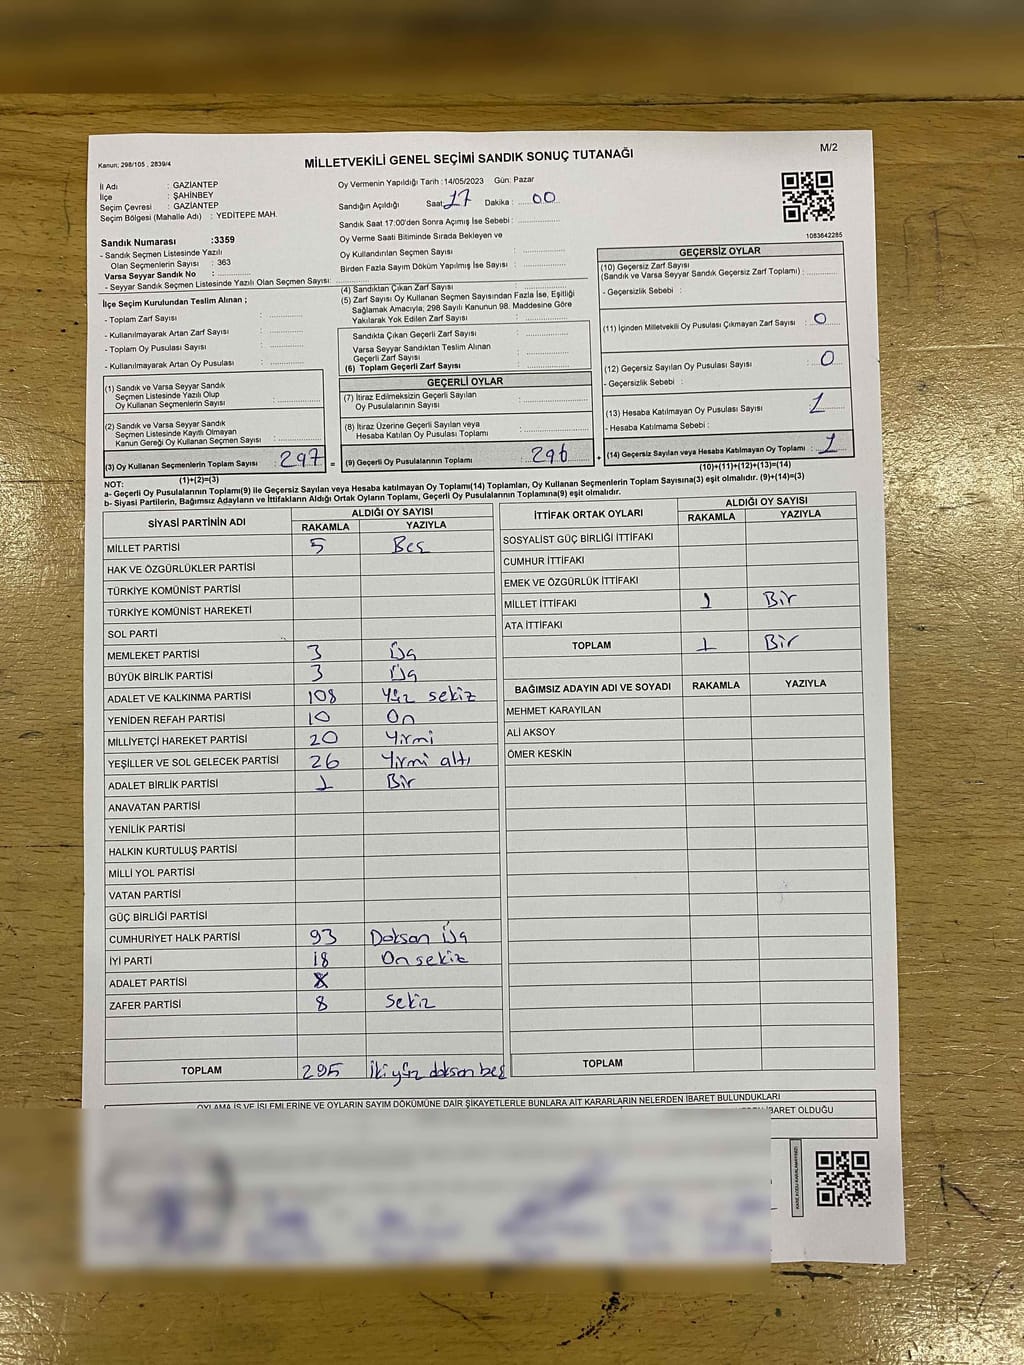 Kanun; 298/105 , 2839/4
MİLLETVEKİLİ GENEL SEÇİMİ SANDIK SONUÇ TUTANAĞI
M/2
İl Adı : GAZİANTEP
İlçe : ŞAHİNBEY
Seçim Çevresi : GAZİANTEP
Seçim Bölgesi (Mahalle Adı) : YEDİTEPE MAH.
Sandık Numarası :3359
- Sandık Seçmen Listesinde Yazılı
Olan Seçmenlerin Sayısı : 363
Varsa Seyyar Sandık No :
- Seyyar Sandık Seçmen Listesinde Yazılı Olan Seçmen Sayısı:
Oy Vermenin Yapıldığı Tarih :14/05/2023 Gün: Pazar
Sandığın Açıldığı Saat: 17 Dakika : 00
Sandık Saat 17:00'den Sonra Açımış İse Sebebi :
Oy Verme Saati Bitiminde Sırada Bekleyen ve
Oy Kullandırılan Seçmen Sayısı :
Birden Fazla Sayım Döküm Yapılmış İse Sayısı :
1083642285
İlçe Seçim Kurulundan Teslim Alınan ;
- Toplam Zarf Sayısı :
- Kullanılmayarak Artan Zarf Sayısı :
- Toplam Oy Pusulası Sayısı :
- Kullanılmayarak Artan Oy Pusulası :
(4) Sandıktan Çıkan Zarf Sayısı :
(5) Zarf Sayısı Oy Kullanan Seçmen Sayısından Fazla İse, Eşitliği
Sağlamak Amacıyla; 298 Sayılı Kanunun 98. Maddesine Göre
Yakılarak Yok Edilen Zarf Sayısı :
Sandıkta Çıkan Geçerli Zarf Sayısı :
Varsa Seyyar Sandıktan Teslim Alınan
Geçerli Zarf Sayısı :
(6) Toplam Geçerli Zarf Sayısı :
GEÇERSİZ OYLAR
(10) Geçersiz Zarf Sayısı
(Sandık ve Varsa Seyyar Sandık Geçersiz Zarf Toplamı) :
- Geçersizlik Sebebi :
(11) İçinden Milletvekili Oy Pusulası Çıkmayan Zarf Sayısı : 0
(12) Geçersiz Sayılan Oy Pusulası Sayısı : 0
- Geçersizlik Sebebi :
(13) Hesaba Katılmayan Oy Pusulası Sayısı : 1
- Hesaba Katılmama Sebebi :
(14) Geçersiz Sayılan veya Hesaba Katılmayan Oy Toplamı : 1
(10)+(11)+(12)+(13)=(14)
(1) Sandık ve Varsa Seyyar Sandık
Seçmen Listesinde Yazılı Olup
Oy Kullanan Seçmenlerin Sayısı :
(2) Sandık ve Varsa Seyyar Sandık
Seçmen Listesinde Kayıtlı Olmayan
Kanun Gereği Oy Kullanan Seçmen Sayısı :
(3) Oy Kullanan Seçmenlerin Toplam Sayısı : 297 =
(1)+(2)=(3)
GEÇERLİ OYLAR
(7) İtiraz Edilmeksizin Geçerli Sayılan
Oy Pusulalarının Sayısı :
(8) İtiraz Üzerine Geçerli Sayılan veya
Hesaba Katılan Oy Pusulası Toplamı :
(9) Geçerli Oy Pusulalarının Toplamı : 296 +
NOT:
a- Geçerli Oy Pusulalarının Toplamı(9) ile Geçersiz Sayılan veya Hesaba Katılmayan Oy Toplamı(14) Toplamları, Oy Kullanan Seçmenlerin Toplam Sayısına(3) eşit olmalıdır. (9)+(14)=(3)
b- Siyasi Partilerin, Bağımsız Adayların ve İttifakların Aldığı Ortak Oyların Toplamı, Geçerli Oy Pusulalarının Toplamına(9) eşit olmalıdır.
SİYASİ PARTİNİN ADI ALDIĞI OY SAYISI
RAKAMLA YAZIYLA
MİLLET PARTİSİ 5 Beş
HAK VE ÖZGÜRLÜKLER PARTİSİ
TÜRKİYE KOMÜNİST PARTİSİ
TÜRKİYE KOMÜNİST HAREKETİ
SOL PARTİ
MEMLEKET PARTİSİ 3 Üç
BÜYÜK BİRLİK PARTİSİ 3 Üç
ADALET VE KALKINMA PARTİSİ 108 Yüz sekiz
YENİDEN REFAH PARTİSİ 10 On
MİLLİYETÇİ HAREKET PARTİSİ 20 Yirmi
YEŞİLLER VE SOL GELECEK PARTİSİ 26 Yirmi altı
ADALET BİRLİK PARTİSİ 1 Bir
ANAVATAN PARTİSİ
YENİLİK PARTİSİ
HALKIN KURTULUŞ PARTİSİ
MİLLİ YOL PARTİSİ
VATAN PARTİSİ
GÜÇ BİRLİĞİ PARTİSİ
CUMHURİYET HALK PARTİSİ 93 Doksan Üç
İYİ PARTİ 18 On sekiz
ADALET PARTİSİ
ZAFER PARTİSİ 8 Sekiz
TOPLAM 295 İkiyüz doksan beş
İTTİFAK ORTAK OYLARI ALDIĞI OY SAYISI
RAKAMLA YAZIYLA
SOSYALİST GÜÇ BİRLİĞİ İTTİFAKI
CUMHUR İTTİFAKI
EMEK VE ÖZGÜRLÜK İTTİFAKI
MİLLET İTTİFAKI 1 Bir
ATA İTTİFAKI
TOPLAM 1 Bir
BAĞIMSIZ ADAYIN ADI VE SOYADI RAKAMLA YAZIYLA
MEHMET KARAYILAN
ALİ AKSOY
ÖMER KESKİN
TOPLAM
OYLAMA İŞ VE İŞLEMLERİNE VE OYLARIN SAYIM DÖKÜMÜNE DAİR ŞİKAYETLERLE BUNLARA AİT KARARLARIN NELERDEN İBARET BULUNDUKLARI
İBARET OLDUĞU